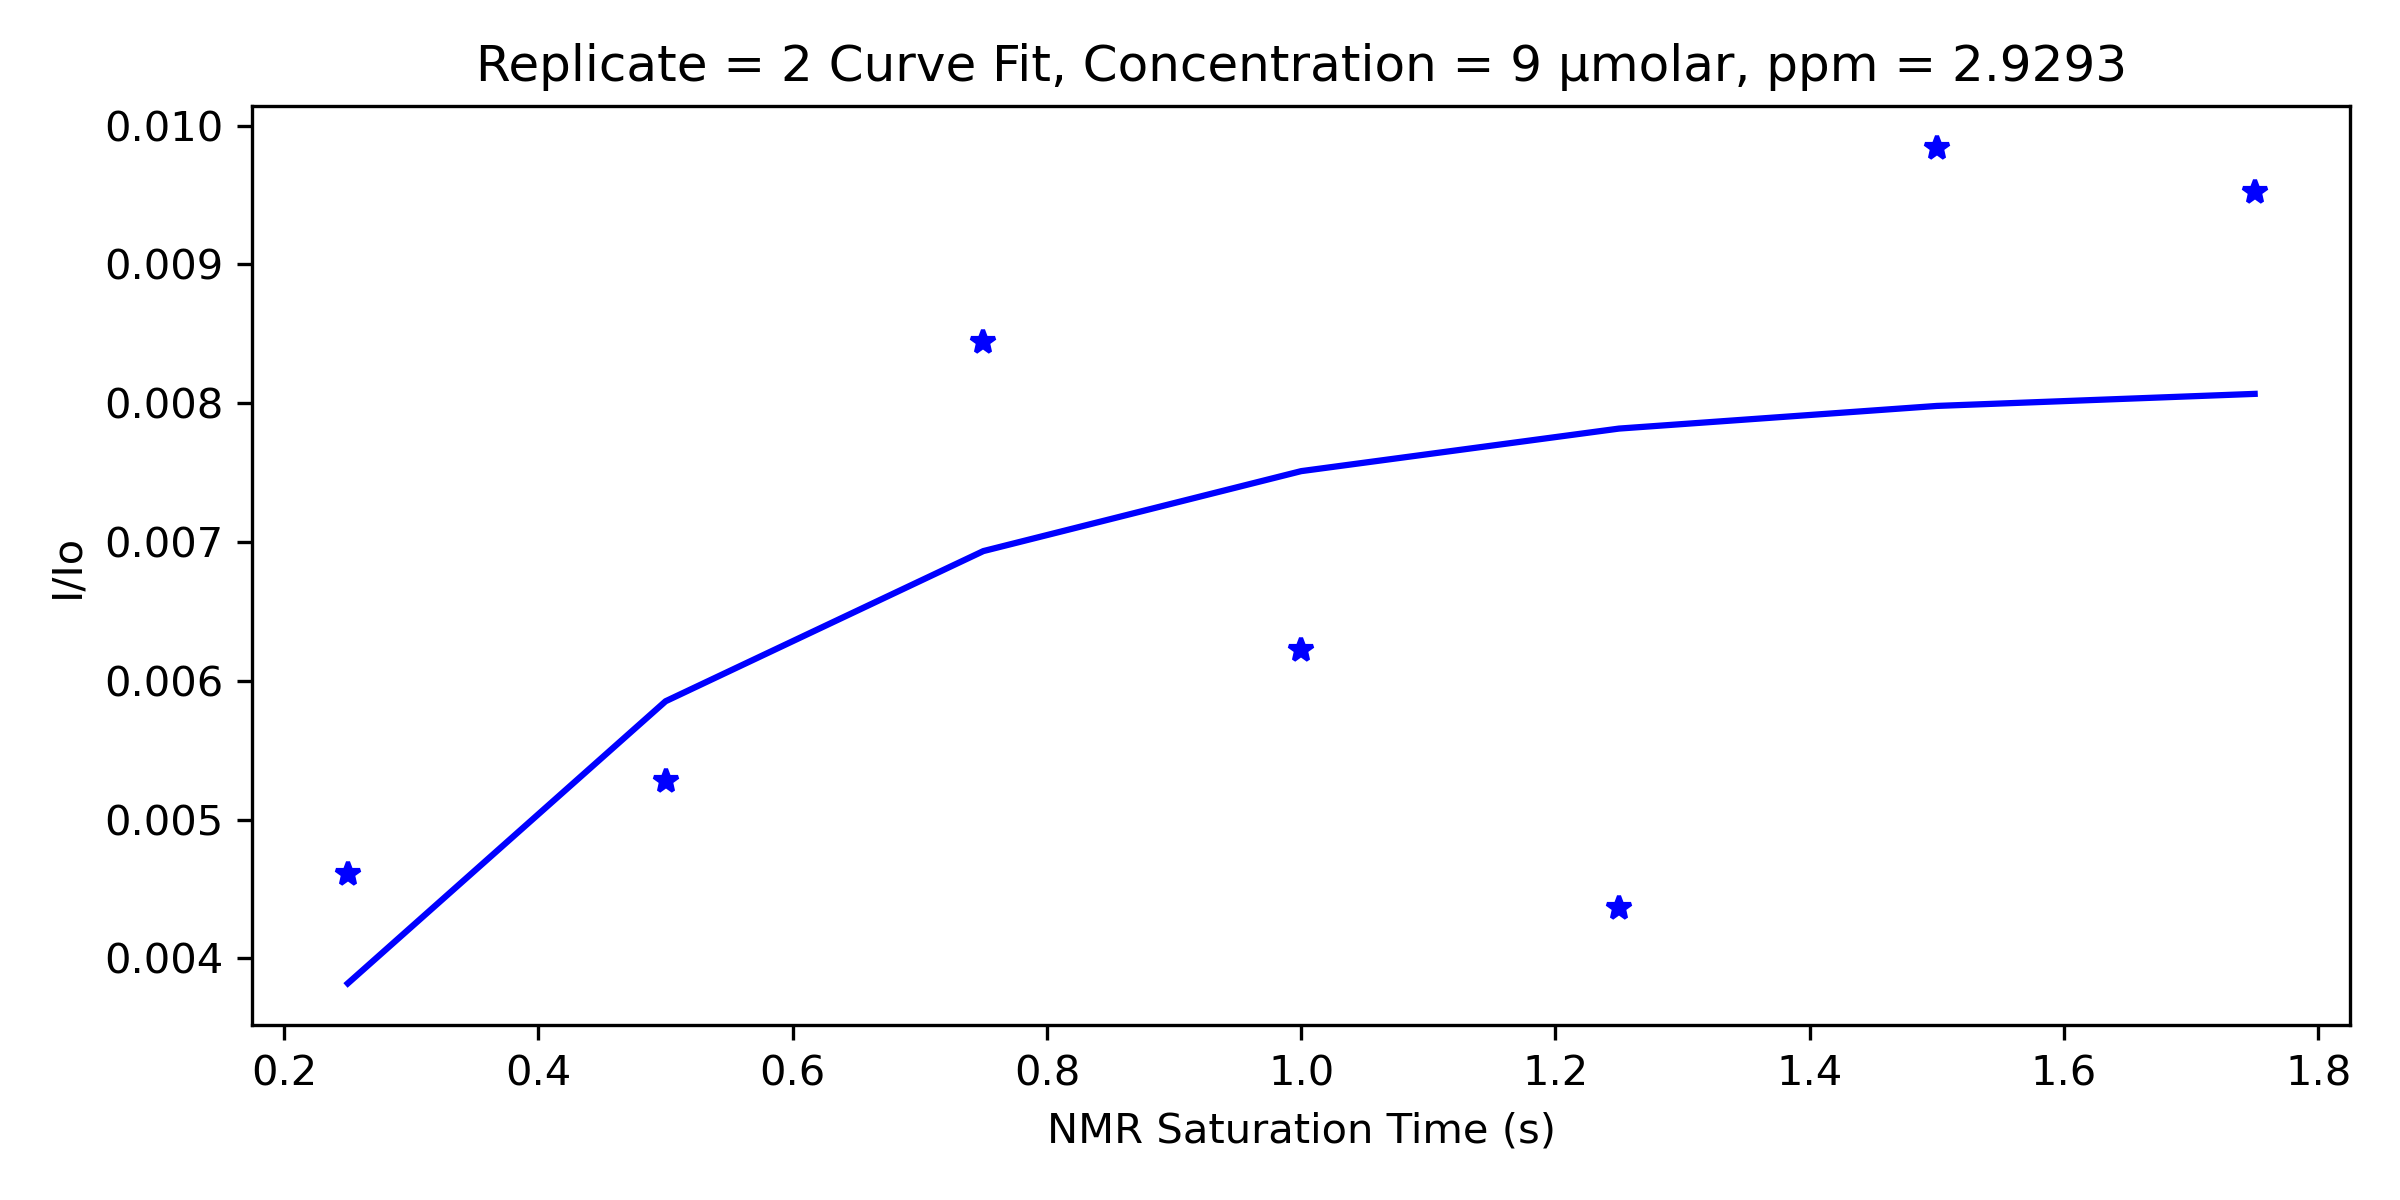 Replicate = 2 Curve Fit, Concentration = 9 µmolar, ppm = 2.9293
0.010
0.009
0.008
0.007
0.006
0.005
0.004
I/Io
0.2 0.4 0.6 0.8 1.0 1.2 1.4 1.6 1.8
NMR Saturation Time (s)